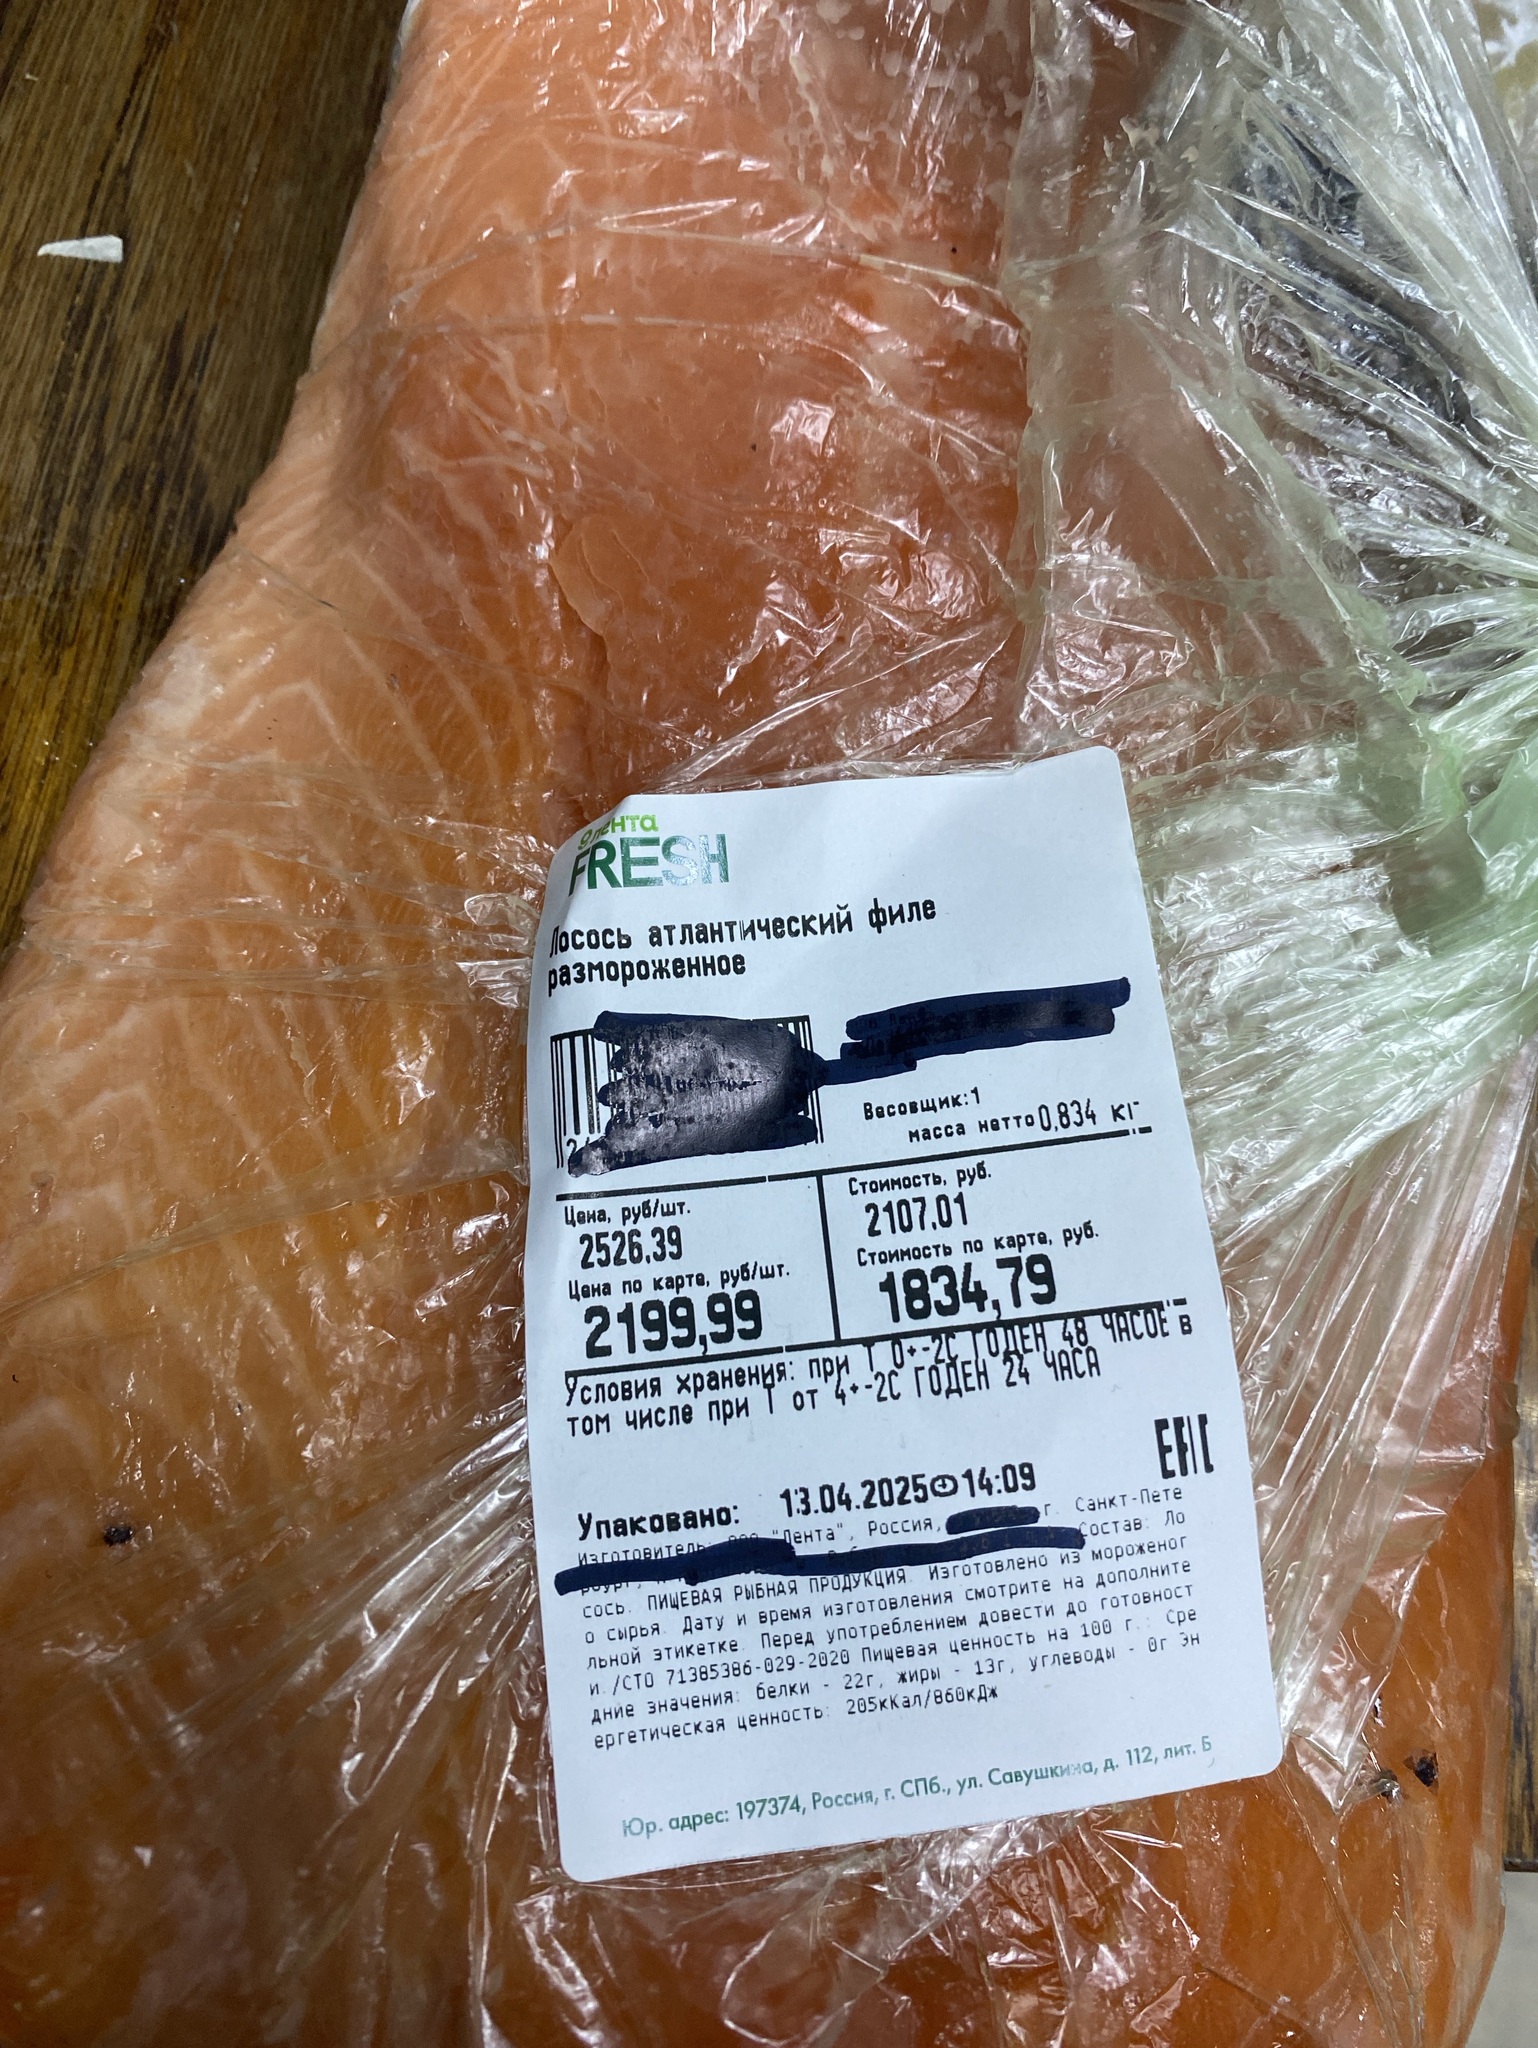 лента
FRESH
Лосось атлантический филе
размороженное
24
Весовщик:1
масса нетто 0,834 кг
Цена, руб/шт.
2526.39
Цена по карте, руб/шт.
2199,99
Стоимость, руб.
2107.01
Стоимость по карте, руб.
1834,79
Условия хранения: при Т 0+-2С ГОДЕН 48 ЧАСОВ в
том числе при Т от 4+-2С ГОДЕН 24 ЧАСА
EAC
Упаковано: 13.04.2025 14:09
Изготовитель: ООО "Лента", Россия, г. Санкт-Пете
рбург, Состав: Ло
сось. ПИЩЕВАЯ РЫБНАЯ ПРОДУКЦИЯ. Изготовлено из мороженог
о сырья. Дату и время изготовления смотрите на дополните
льной этикетке. Перед употреблением довести до готовност
и /СТО 71385386-029-2020 Пищевая ценность на 100 г.: Сре
дние значения: белки - 22г, жиры - 13г, углеводы - 0г Эн
ергетическая ценность: 205кКал/860кДж
Юр. адрес: 197374, Россия, г. СПб., ул. Савушкина, д. 112, лит. Б